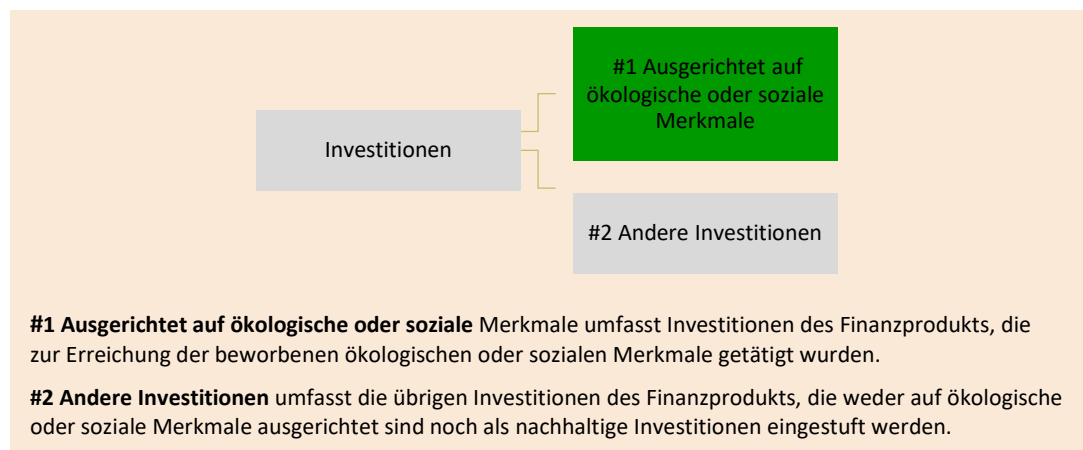 #1 Ausgerichtet auf
ökologische oder soziale
Merkmale
Investitionen
#2 Andere Investitionen
#1 Ausgerichtet auf ökologische oder soziale Merkmale umfasst Investitionen des Finanzprodukts, die
zur Erreichung der beworbenen ökologischen oder sozialen Merkmale getätigt wurden.
#2 Andere Investitionen umfasst die übrigen Investitionen des Finanzprodukts, die weder auf ökologische
oder soziale Merkmale ausgerichtet sind noch als nachhaltige Investitionen eingestuft werden.